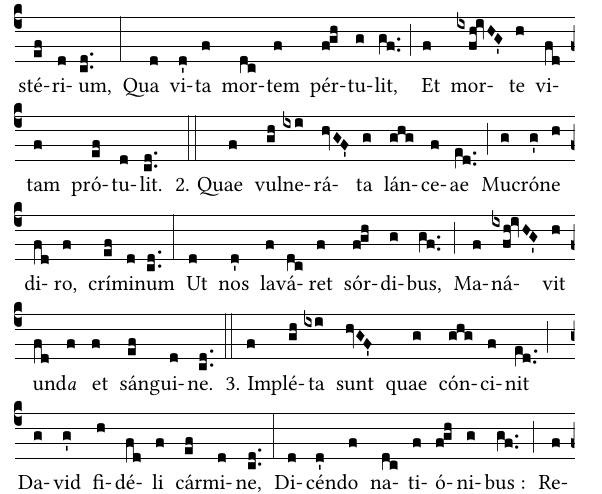 sté-ri-um, Qua vi-ta mor-tem pér-tu-lit, Et mor-te vi-
tam pró-tu-lit. 2. Quae vulne-rá-ta lán-ce-ae Mucróne
di-ro, crími-num Ut nos lavá-ret sór-di-bus, Ma-ná-vit
unda et sángui-ne. 3. Implé-ta sunt quae cón-ci-nit
Da-vid fi-dé-li cármi-ne, Di-céndo na-ti-ó-ni-bus : Re-